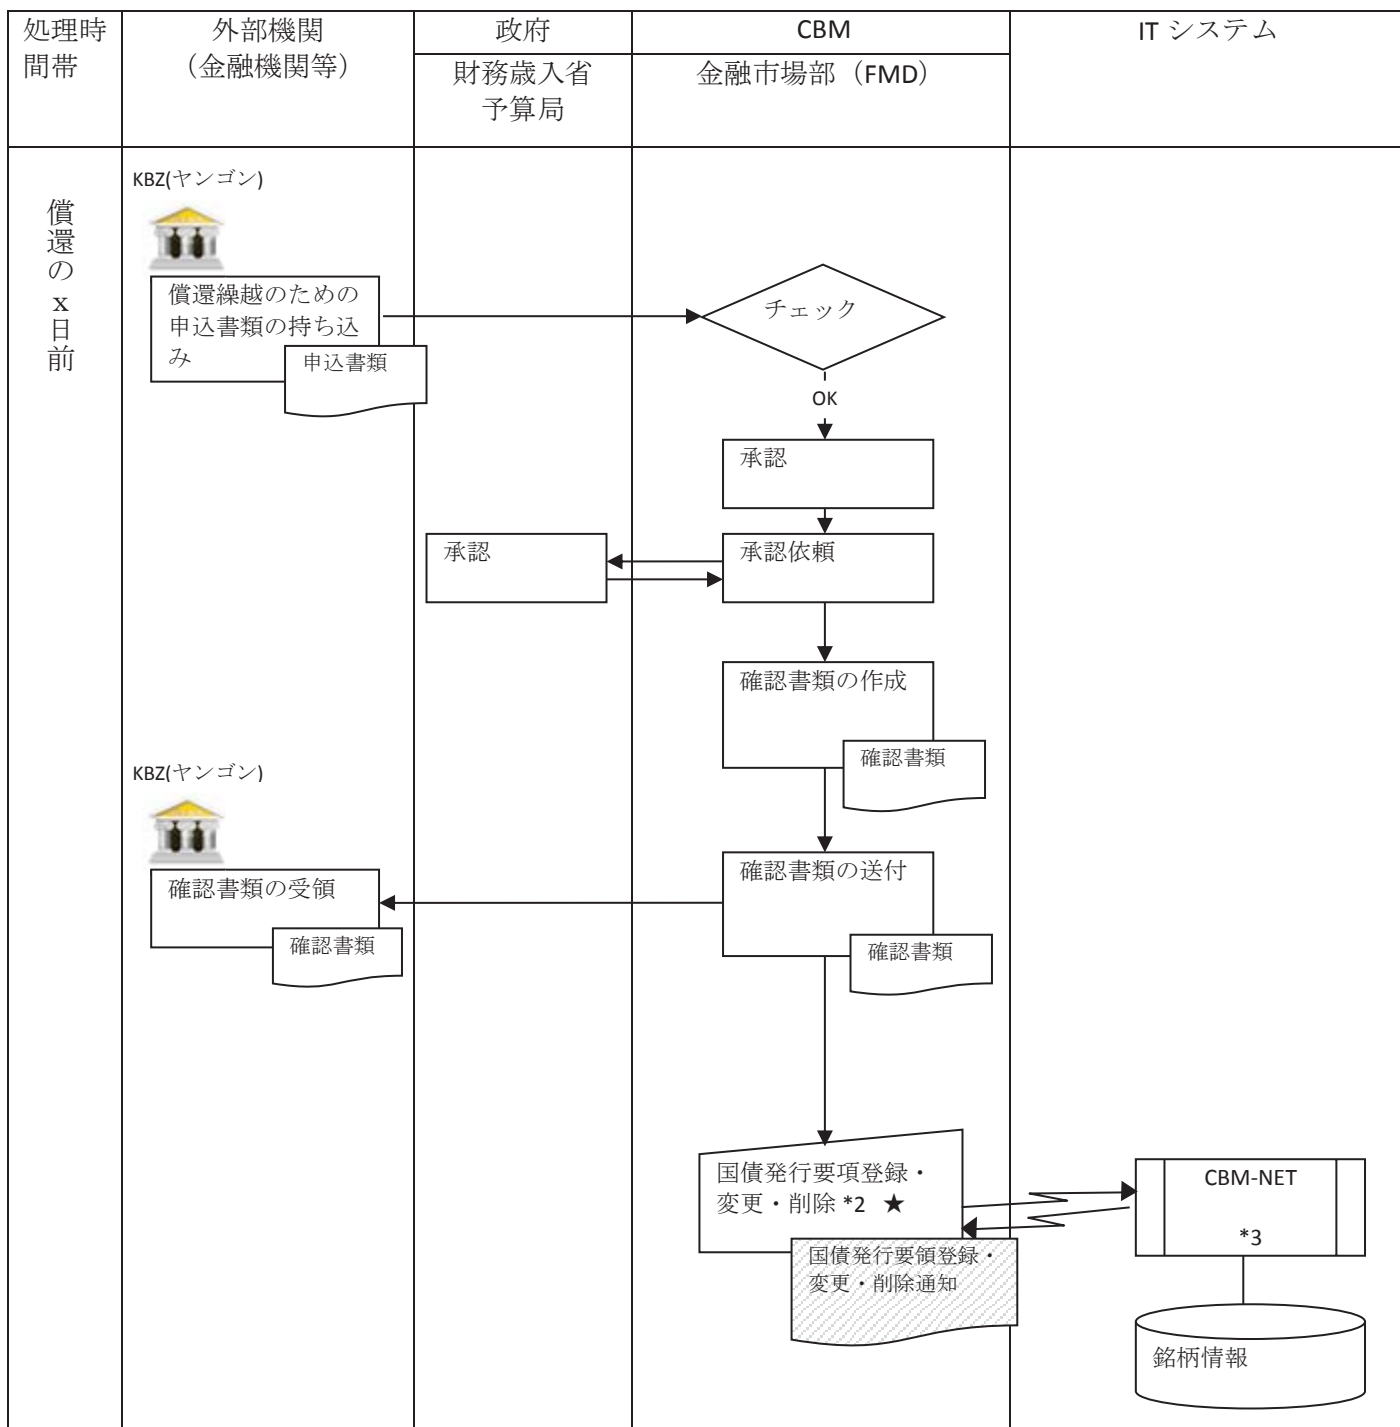 処理時
間帯
外部機関
（金融機関等）
政府
財務歳入省
予算局
CBM
金融市場部（FMD）
IT システム
償還のx日前
KBZ(ヤンゴン)
償還繰越のための
申込書類の持ち込
み
申込書類
チェック
OK
承認
承認
承認依頼
確認書類の作成
確認書類
KBZ(ヤンゴン)
確認書類の受領
確認書類
確認書類の送付
確認書類
国債発行要項登録・
変更・削除 *2 ★
国債発行要領登録・
変更・削除通知
CBM-NET
*3
銘柄情報